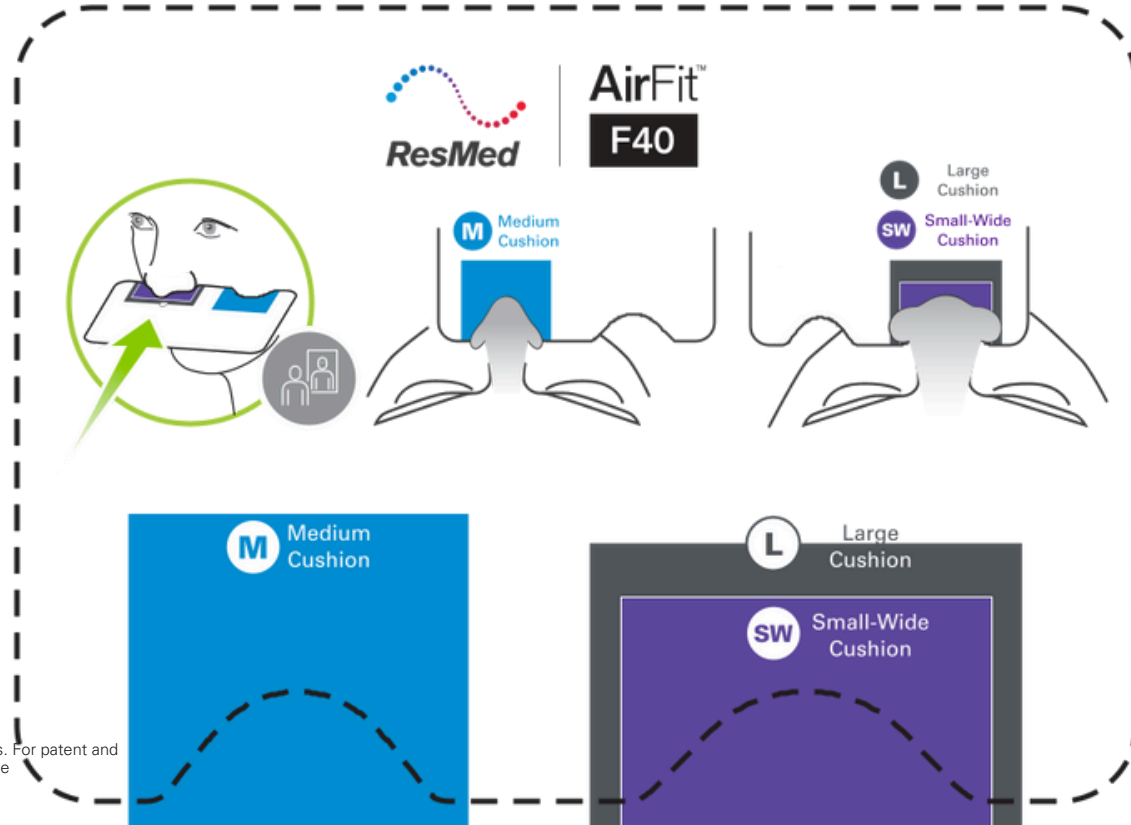 ResMed
AirFit™
F40
L
Large
Cushion
M
Medium
Cushion
SW
Small-Wide
Cushion
M
Medium
Cushion
L
Large
Cushion
SW
Small-Wide
Cushion
s. For patent and
e